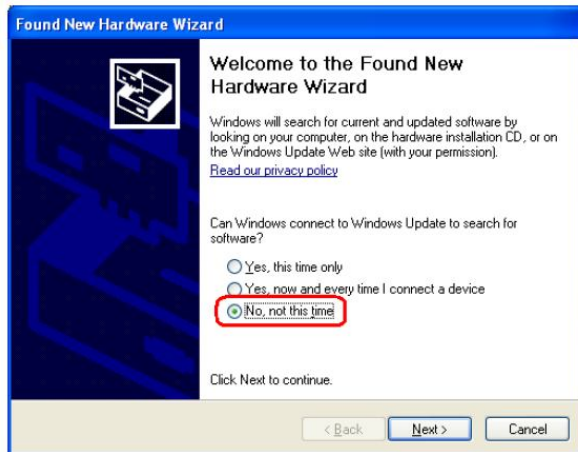 Found New Hardware Wizard
Welcome to the Found New
Hardware Wizard
Windows will search for current and updated software by
looking on your computer, on the hardware installation CD, or on
the Windows Update Web site (with your permission).
Read our privacy policy
Can Windows connect to Windows Update to search for
software?
Yes, this time only
Yes, now and every time I connect a device
No, not this time
Click Next to continue.
< Back
Next >
Cancel